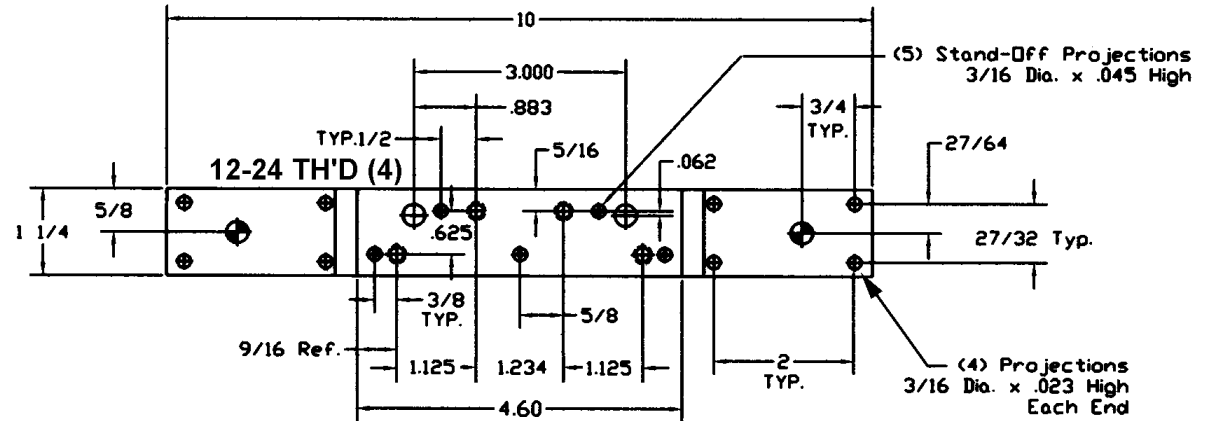 10
(5) Stand-Off Projections
3/16 Dia. x .045 High
3.000
.883
3/4
TYP.
TYP.1/2
5/16
27/64
12-24 TH'D (4)
.062
5/8
1 1/4
.625
27/32 Typ.
3/8
TYP.
5/8
9/16 Ref.
1.125
1.234
1.125
2
TYP.
(4) Projections
3/16 Dia. x .023 High
Each End
4.60